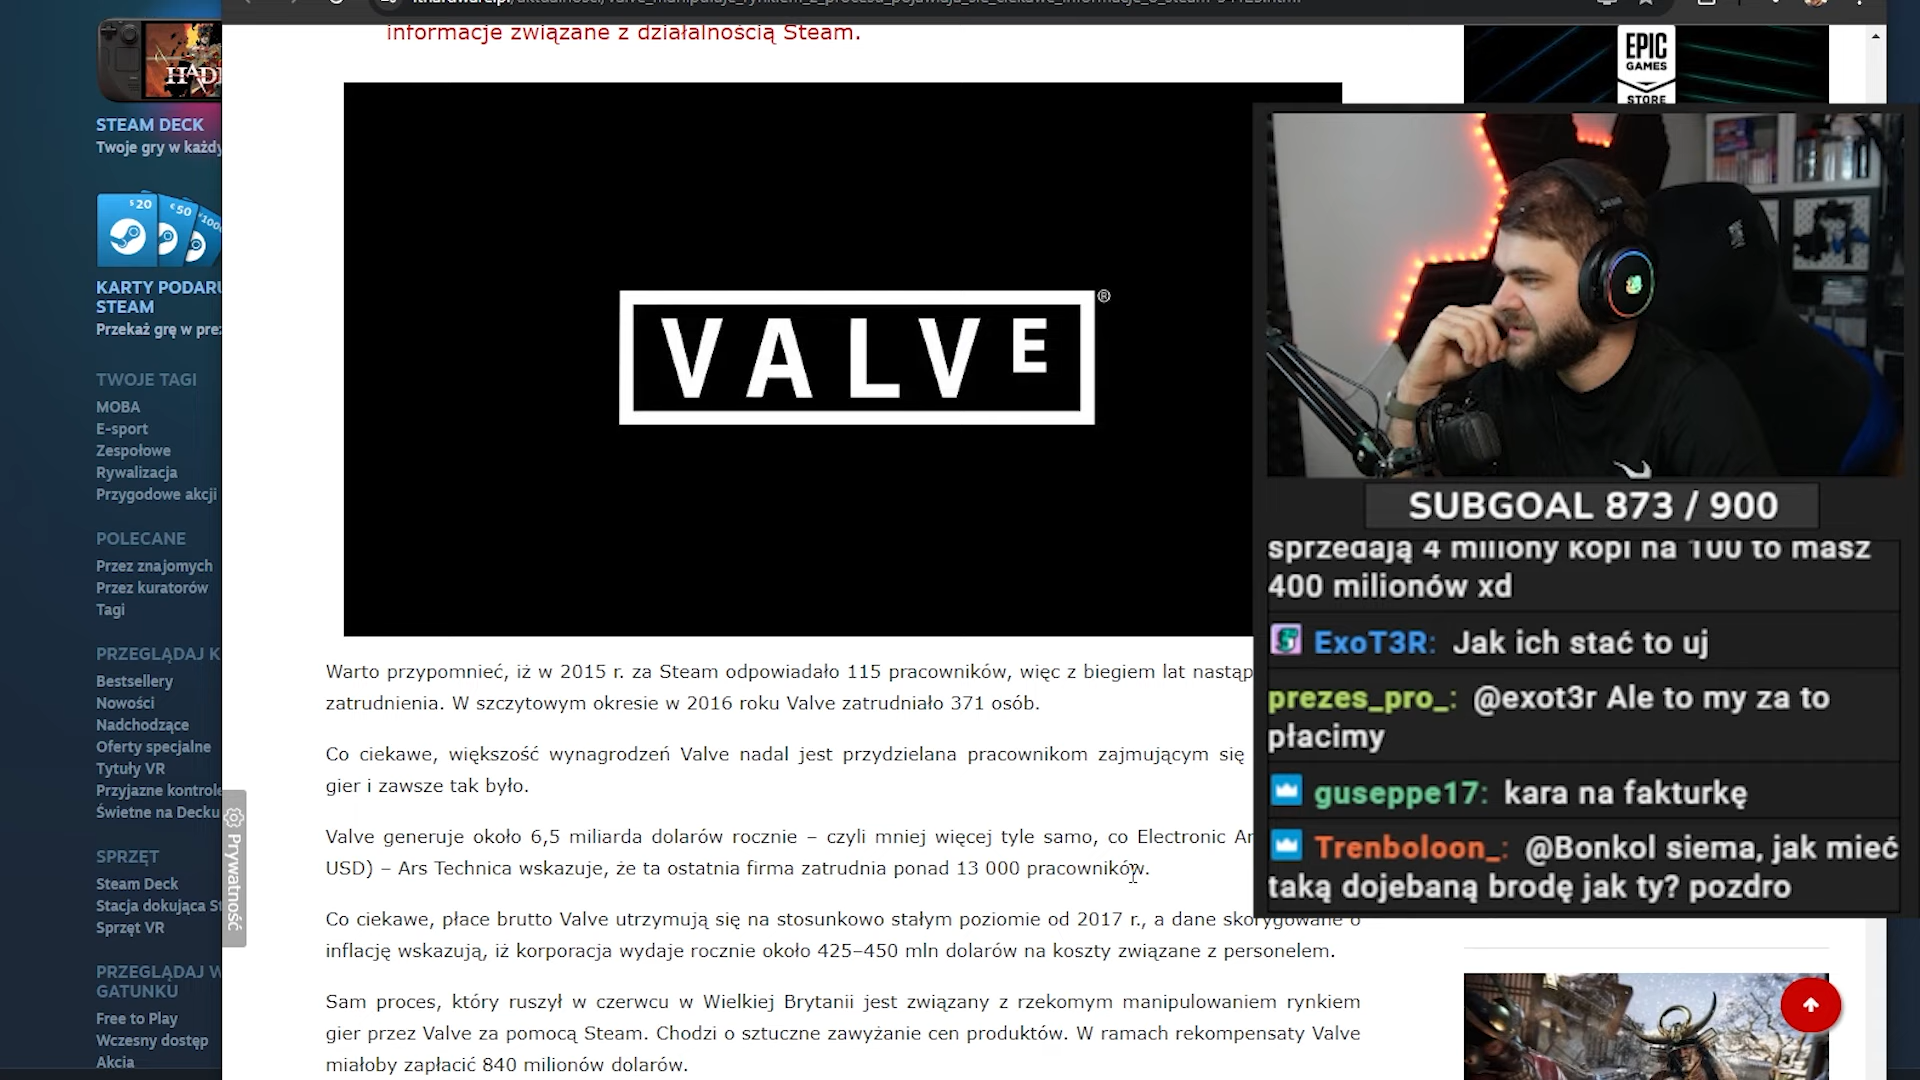 informacje związane z działalnością Steam.
EPIC
GAMES
STORE
HAD
STEAM DECK
Twoje gry w każdy
$20
€50
€100
KARTY PODARU
STEAM
Przekaż grę w pre
TWOJE TAGI
MOBA
E-sport
Zespołowe
Rywalizacja
Przygodowe akcji
POLECANE
Przez znajomych
Przez kuratorów
Tagi
PRZEGLĄDAJ K
Bestsellery
Nowości
Nadchodzące
Oferty specjalne
Tytuły VR
Przyjazne kontrole
Świetne na Decku
SPRZĘT
Steam Deck
Stacja dokująca St
Sprzęt VR
PRZEGLĄDAJ W
GATUNKU
Free to Play
Wczesny dostęp
Akcja
Prywatność
VALVE®
Warto przypomnieć, iż w 2015 r. za Steam odpowiadało 115 pracowników, więc z biegiem lat nastąp
zatrudnienia. W szczytowym okresie w 2016 roku Valve zatrudniało 371 osób.
Co ciekawe, większość wynagrodzeń Valve nadal jest przydzielana pracownikom zajmującym się
gier i zawsze tak było.
Valve generuje około 6,5 miliarda dolarów rocznie – czyli mniej więcej tyle samo, co Electronic Ar
USD) – Ars Technica wskazuje, że ta ostatnia firma zatrudnia ponad 13 000 pracowników.
Co ciekawe, płace brutto Valve utrzymują się na stosunkowo stałym poziomie od 2017 r., a dane skorygowane o
inflację wskazują, iż korporacja wydaje rocznie około 425–450 mln dolarów na koszty związane z personelem.
Sam proces, który ruszył w czerwcu w Wielkiej Brytanii jest związany z rzekomym manipulowaniem rynkiem
gier przez Valve za pomocą Steam. Chodzi o sztuczne zawyżanie cen produktów. W ramach rekompensaty Valve
miałoby zapłacić 840 milionów dolarów.
SUBGOAL 873 / 900
sprzedają 4 miliony kopi na 100 to masz
400 milionów xd
ExoT3R: Jak ich stać to uj
prezes_pro_: @exot3r Ale to my za to
płacimy
guseppe17: kara na fakturkę
Trenboloon_: @Bonkol siema, jak mieć
taką dojebaną brodę jak ty? pozdro